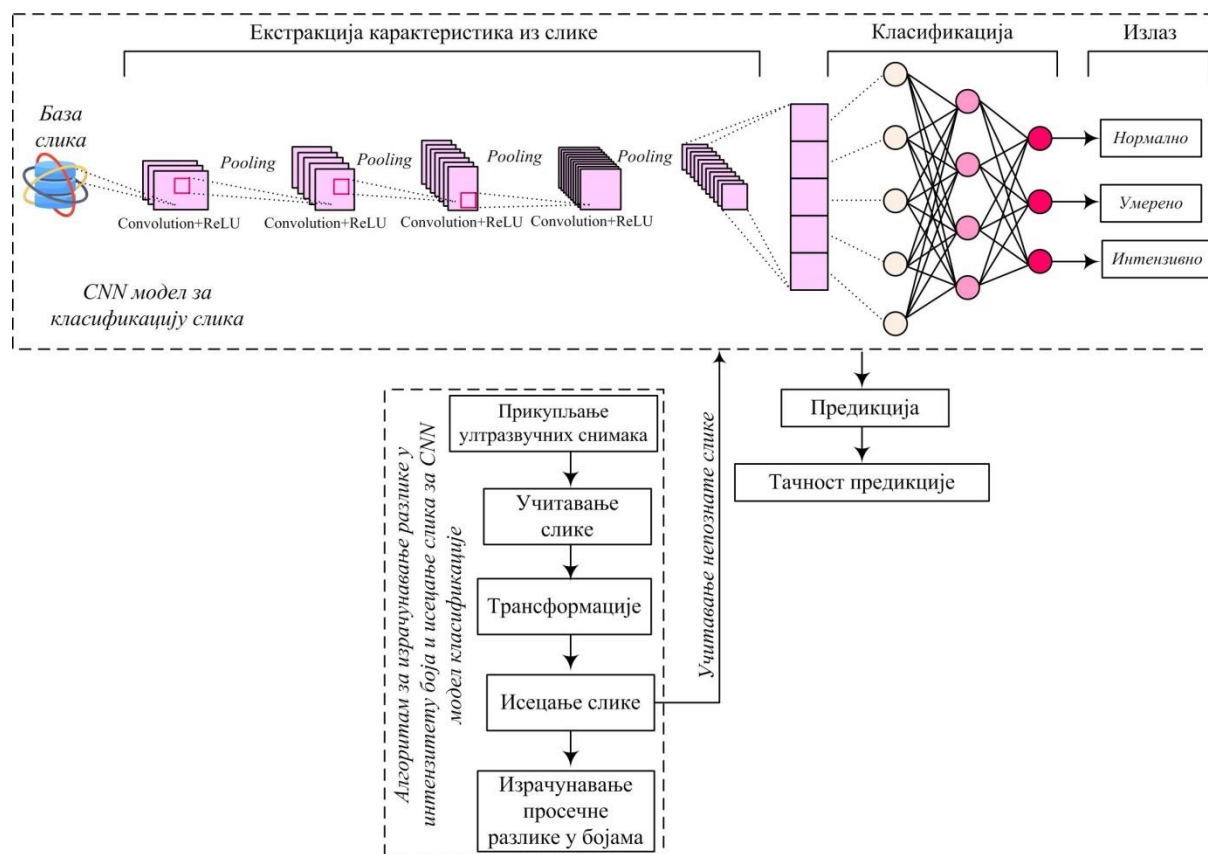 Екстракција карактеристика из слике
Класификација
Излаз
База
слика
Pooling
Pooling
Pooling
Pooling
Convolution+ReLU
Convolution+ReLU
Convolution+ReLU
Convolution+ReLU
Нормално
Умерено
Интензивно
CNN модел за
класификацију слика
Алгоритам за израчунавање разлике у
интензитету боја и исецање слика за CNN
модел класификације
Прикупљање
ултразвучних снимака
Учитавање
слике
Трансформације
Исецање слике
Израчунавање
просечне
разлике у бојама
Учитавање непознате слике
Предикција
Тачност предикције